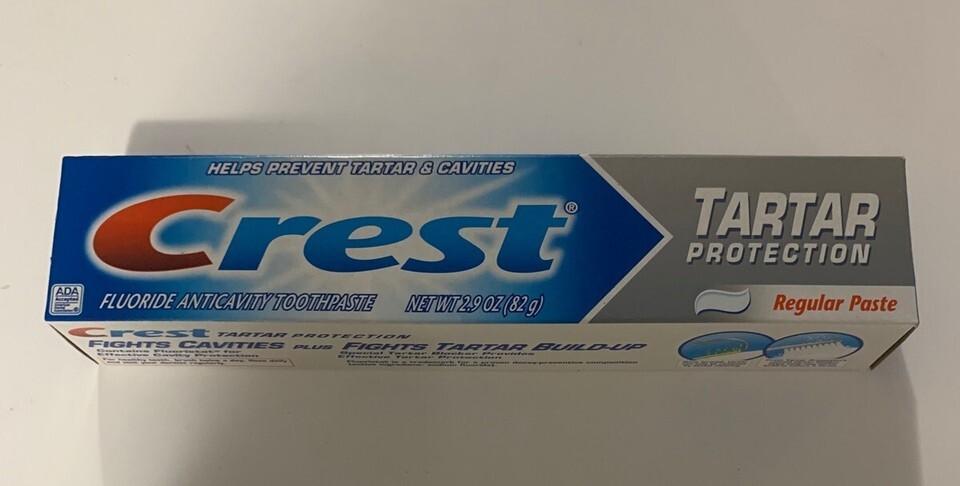 HELPS PREVENT TARTAR & CAVITIES
Crest®
TARTAR
PROTECTION
ADA
Accepted
FLUORIDE ANTICAVITY TOOTHPASTE NET WT 2.9 OZ (82 g)
Regular Paste
Crest TARTAR PROTECTION
FIGHTS CAVITIES PLUS FIGHTS TARTAR BUILD-UP
Contains Fluoride for
Effective Cavity Protection
Special Tartar Blocker Provides
Effective Tartar Protection